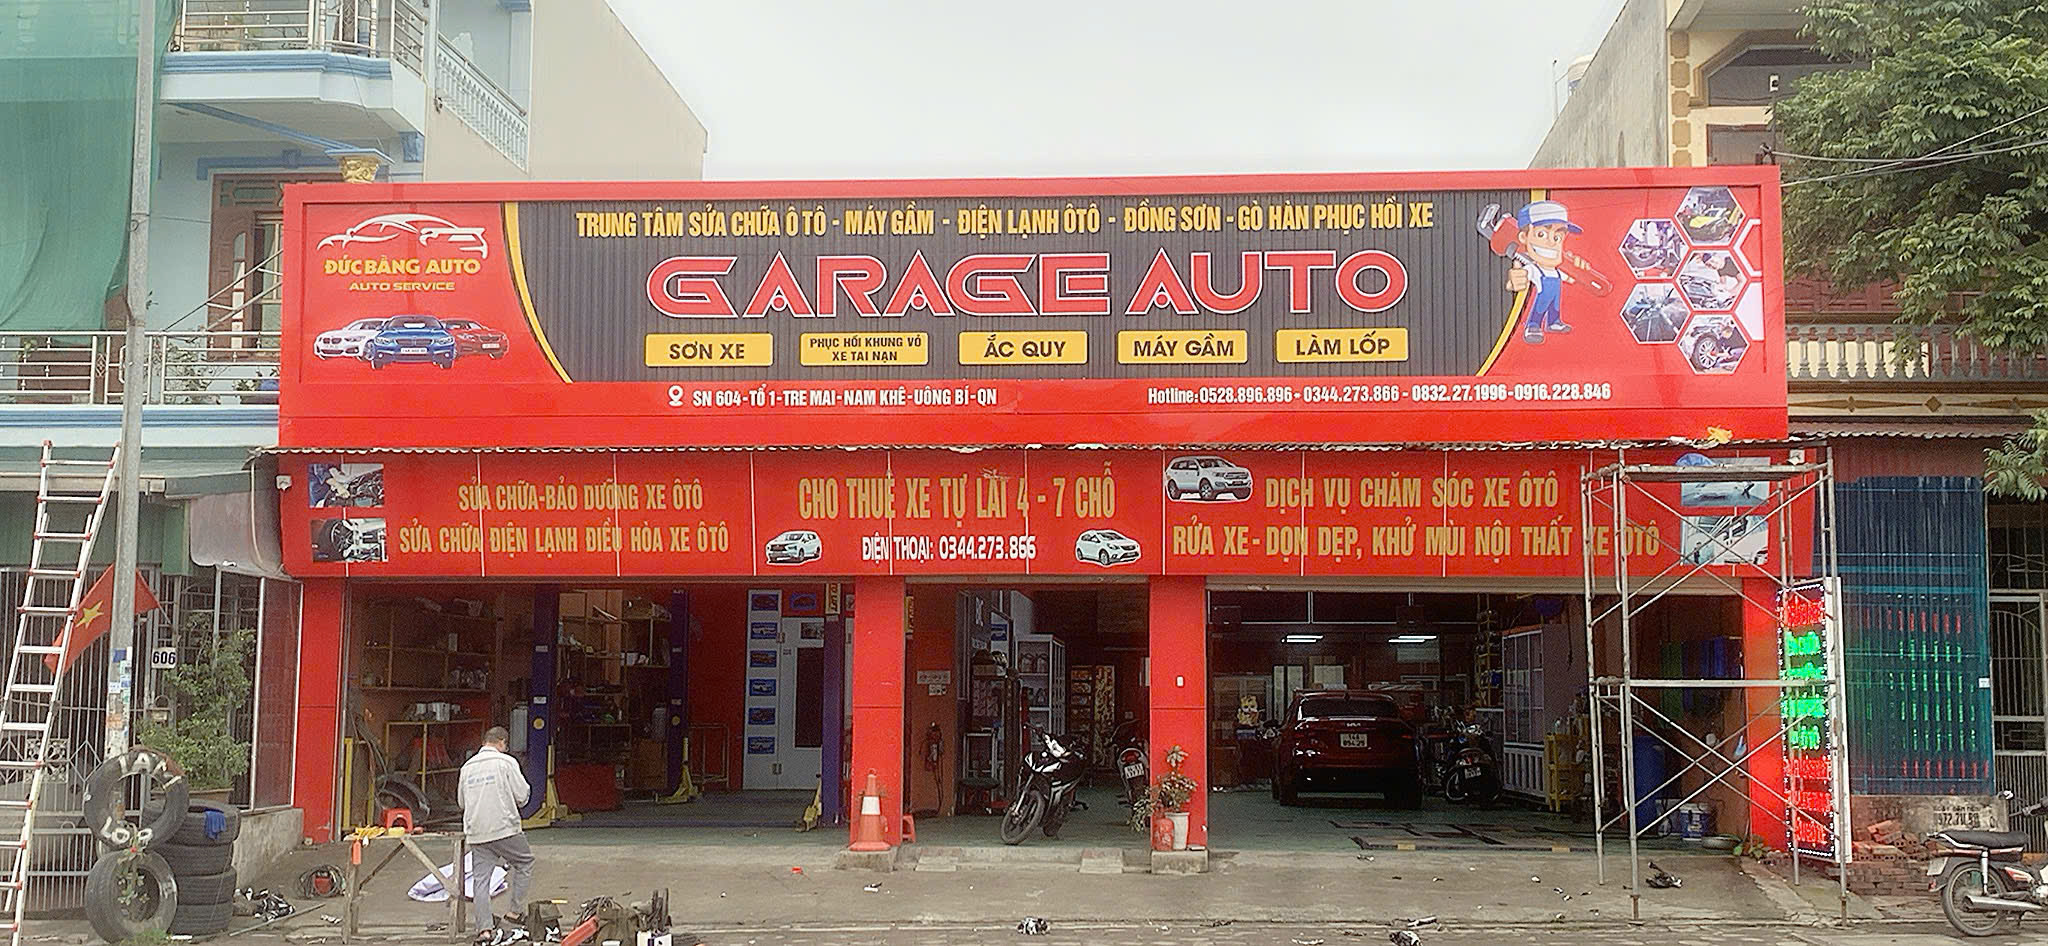 TRUNG TÂM SỬA CHỮA Ô TÔ - MÁY GẦM - ĐIỆN LẠNH ÔTÔ - ĐỒNG SƠN - GÒ HÀN PHỤC HỒI XE
ĐỨC BẰNG AUTO
AUTO SERVICE
GARAGE AUTO
SƠN XE
PHỤC HỒI KHUNG VỎ
XE TAI NẠN
ẮC QUY
MÁY GẦM
LÀM LỐP
SN 604-TỔ 1-TRE MAI-NAM KHÊ-UÔNG BÍ-QN
Hotline:0528.896.896-0344.273.866-0832.27.1996-0916.228.846
SỬA CHỮA-BẢO DƯỠNG XE ÔTÔ
SỬA CHỮA ĐIỆN LẠNH ĐIỀU HÒA XE ÔTÔ
CHO THUÊ XE TỰ LÁI 4 - 7 CHỖ
ĐIỆN THOẠI: 0344.273.866
DỊCH VỤ CHĂM SÓC XE ÔTÔ
RỬA XE-DỌN DẸP, KHỬ MÙI NỘI THẤT XE ÔTÔ
606